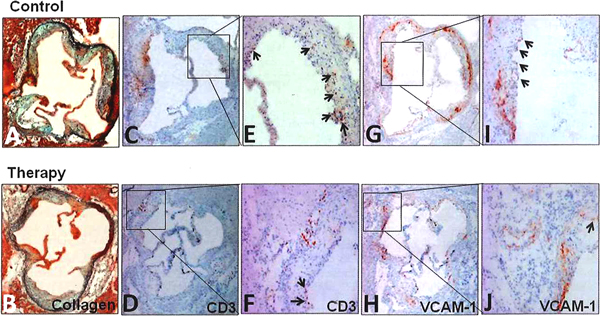 Control
A C E G I
Therapy
B Collagen D CD3 F CD3 H VCAM-1 J VCAM-1